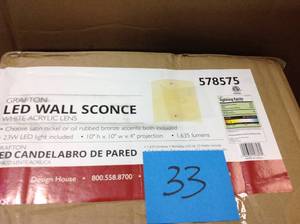 GRAFTON
LED WALL SCONCE
WHITE ACRYLIC LENS
578575
Lighting Facts
• Choose satin nickel or oil rubbed bronze accents both included
• 23W LED light included • 10"h x 10"w x 4" projection • 1,635 lumens
GRAFTON
ED CANDELABRO DE PARED
Design House • 800.558.8700
33